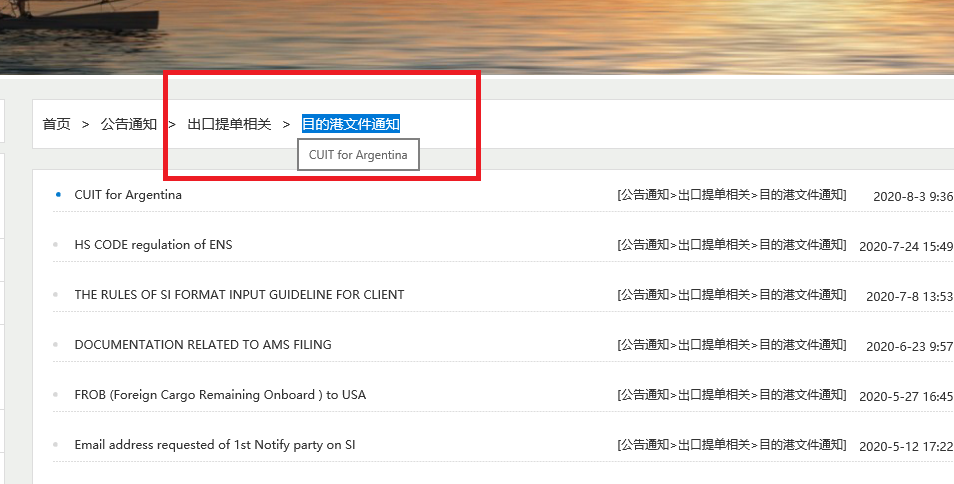 首页 > 公告通知 > 出口提单相关 > 目的港文件通知
CUIT for Argentina
CUIT for Argentina [公告通知>出口提单相关>目的港文件通知] 2020-8-3 9:36
HS CODE regulation of ENS [公告通知>出口提单相关>目的港文件通知] 2020-7-24 15:49
THE RULES OF SI FORMAT INPUT GUIDELINE FOR CLIENT [公告通知>出口提单相关>目的港文件通知] 2020-7-8 13:53
DOCUMENTATION RELATED TO AMS FILING [公告通知>出口提单相关>目的港文件通知] 2020-6-23 9:57
FROB (Foreign Cargo Remaining Onboard ) to USA [公告通知>出口提单相关>目的港文件通知] 2020-5-27 16:45
Email address requested of 1st Notify party on SI [公告通知>出口提单相关>目的港文件通知] 2020-5-12 17:22